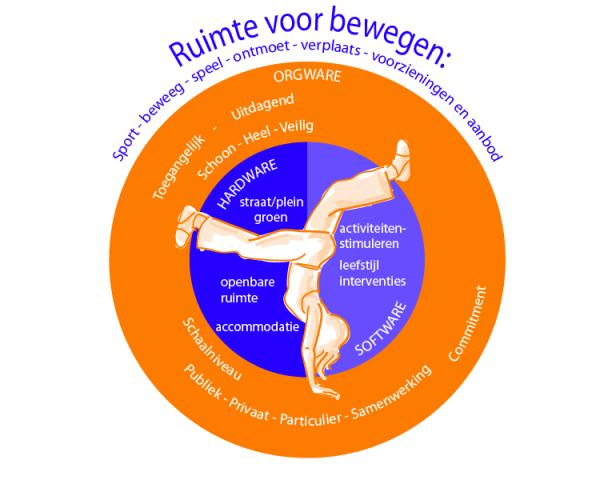 Ruimte voor bewegen:
Sport - beweeg - speel - ontmoet - verplaats - voorzieningen en aanbod
ORGWARE
Toegangelijk - Uitdagend
Schoon - Heel - Veilig
HARDWARE
straat/plein
groen
openbare
ruimte
accommodatie
activiteiten-
stimuleren
leefstijl
interventies
SOFTWARE
Schaalniveau
Publiek - Privaat - Particulier - Samenwerking
Commitment